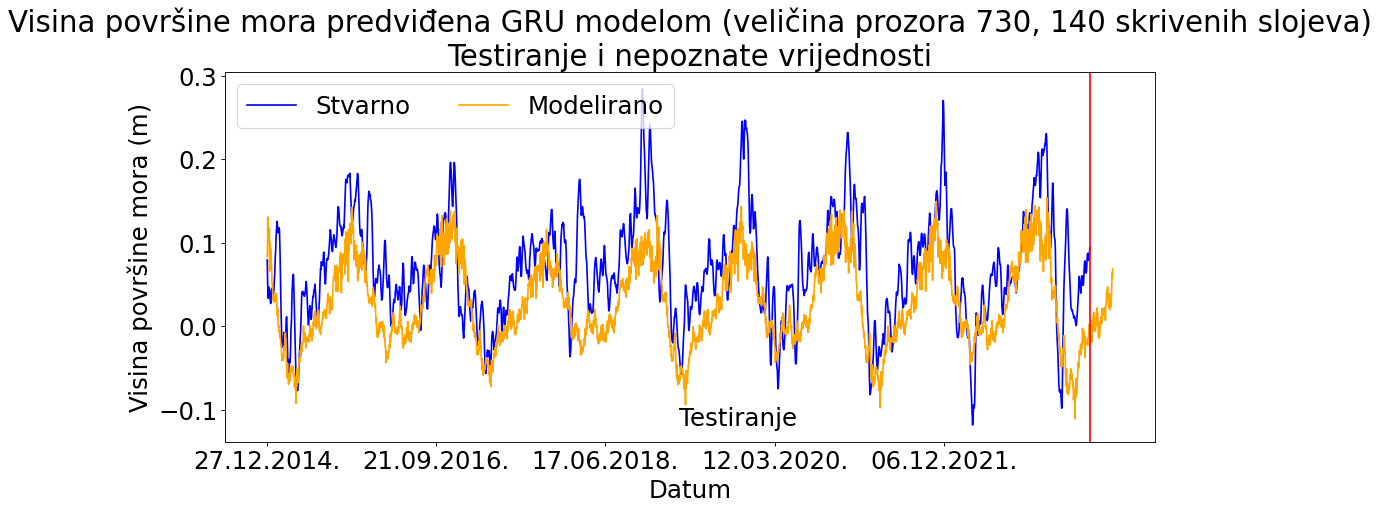 Visina površine mora predviđena GRU modelom (veličina prozora 730, 140 skrivenih slojeva)
Testiranje i nepoznate vrijednosti
Stvarno
Modelirano
Visina površine mora (m)
0.3
0.2
0.1
0.0
−0.1
Testiranje
27.12.2014.
21.09.2016.
17.06.2018.
12.03.2020.
06.12.2021.
Datum